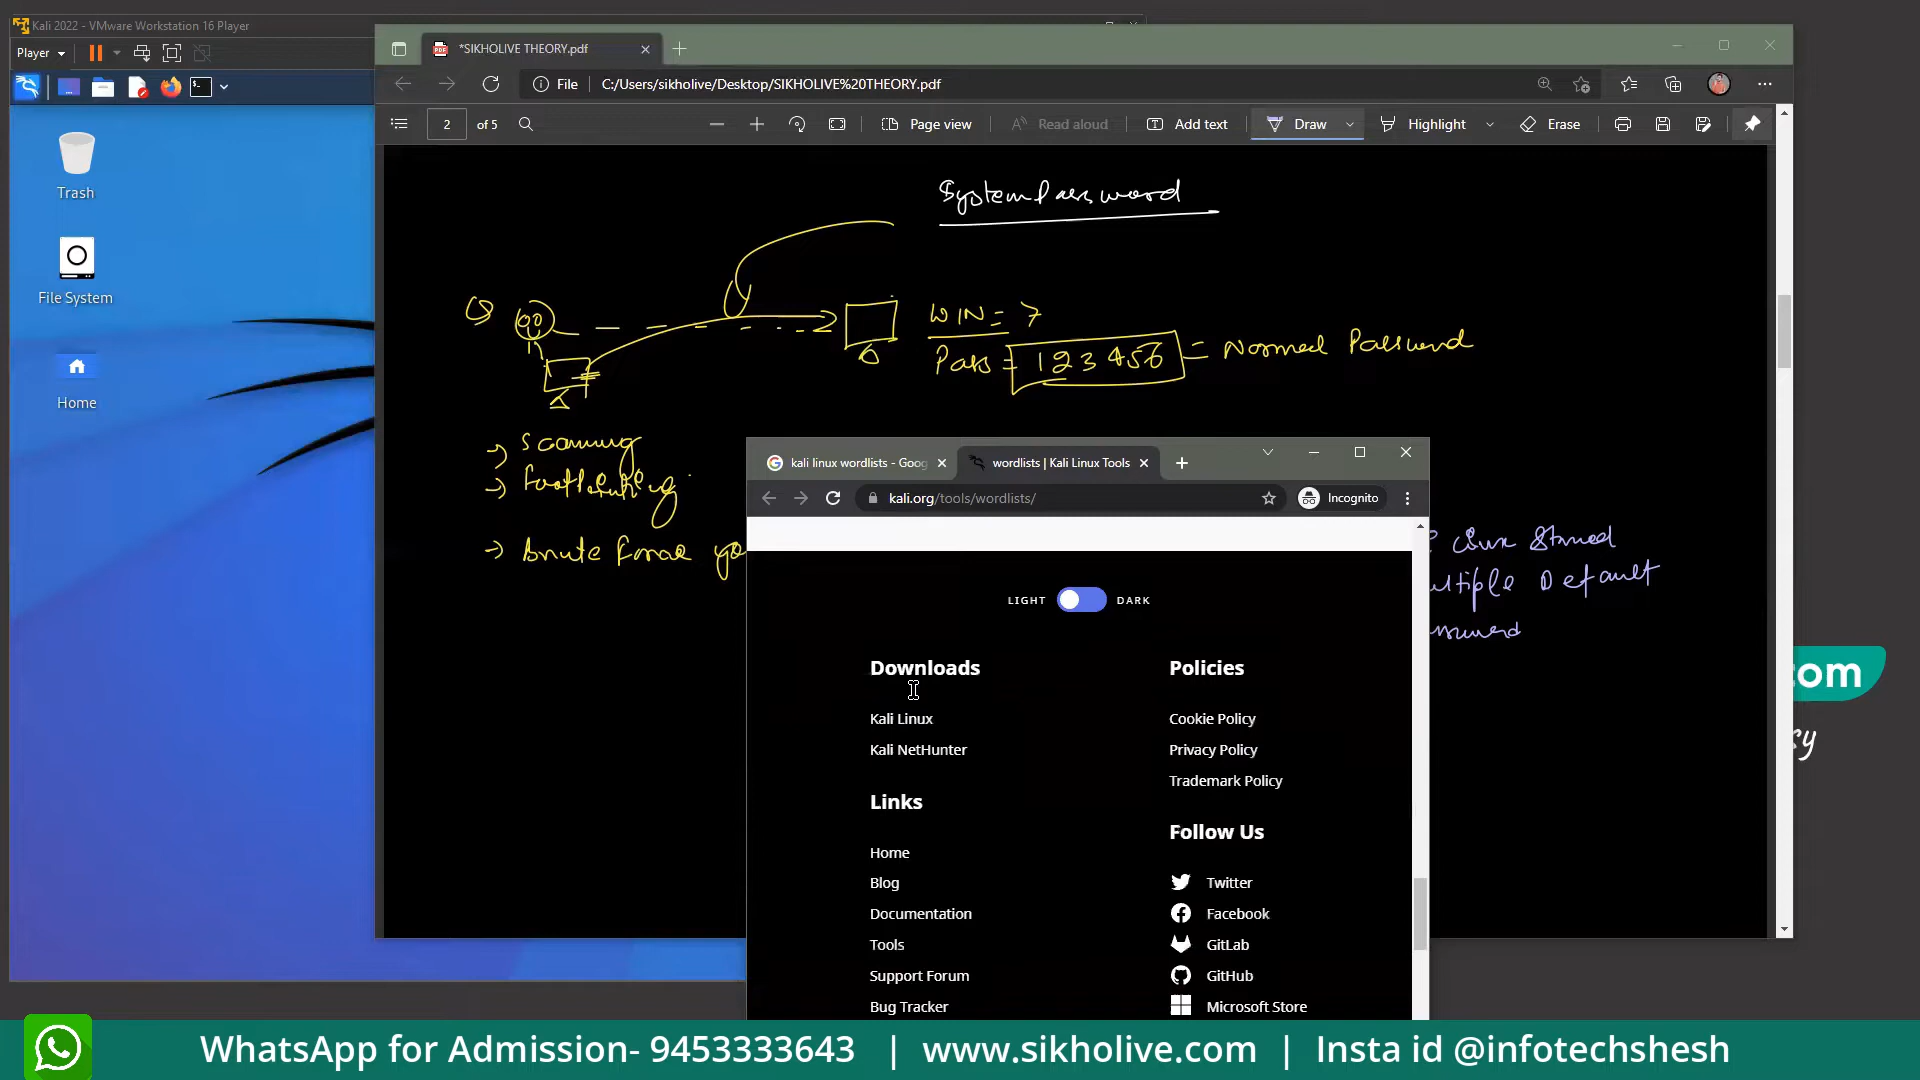 Kali 2022 - VMware Workstation 16 Player
Player
*SIKHOLIVE THEORY.pdf
File
C:/Users/sikholive/Desktop/SIKHOLIVE%20THEORY.pdf
2
of 5
Page view
Read aloud
Add text
Draw
Highlight
Erase
Trash
File System
Home
System Password
WIN = 7
Pass = 123456 = Normal Password
→ Scanning
→ Footprinting
→ Brute Force
kali linux wordlists - Goog
wordlists | Kali Linux Tools
kali.org/tools/wordlists/
Incognito
Stored
ultiple Default
ssword
LIGHT
DARK
Downloads
Kali Linux
Kali NetHunter
Links
Home
Blog
Documentation
Tools
Support Forum
Bug Tracker
Policies
Cookie Policy
Privacy Policy
Trademark Policy
Follow Us
Twitter
Facebook
GitLab
GitHub
Microsoft Store
com
WhatsApp for Admission- 9453333643 | www.sikholive.com | Insta id @infotechshesh